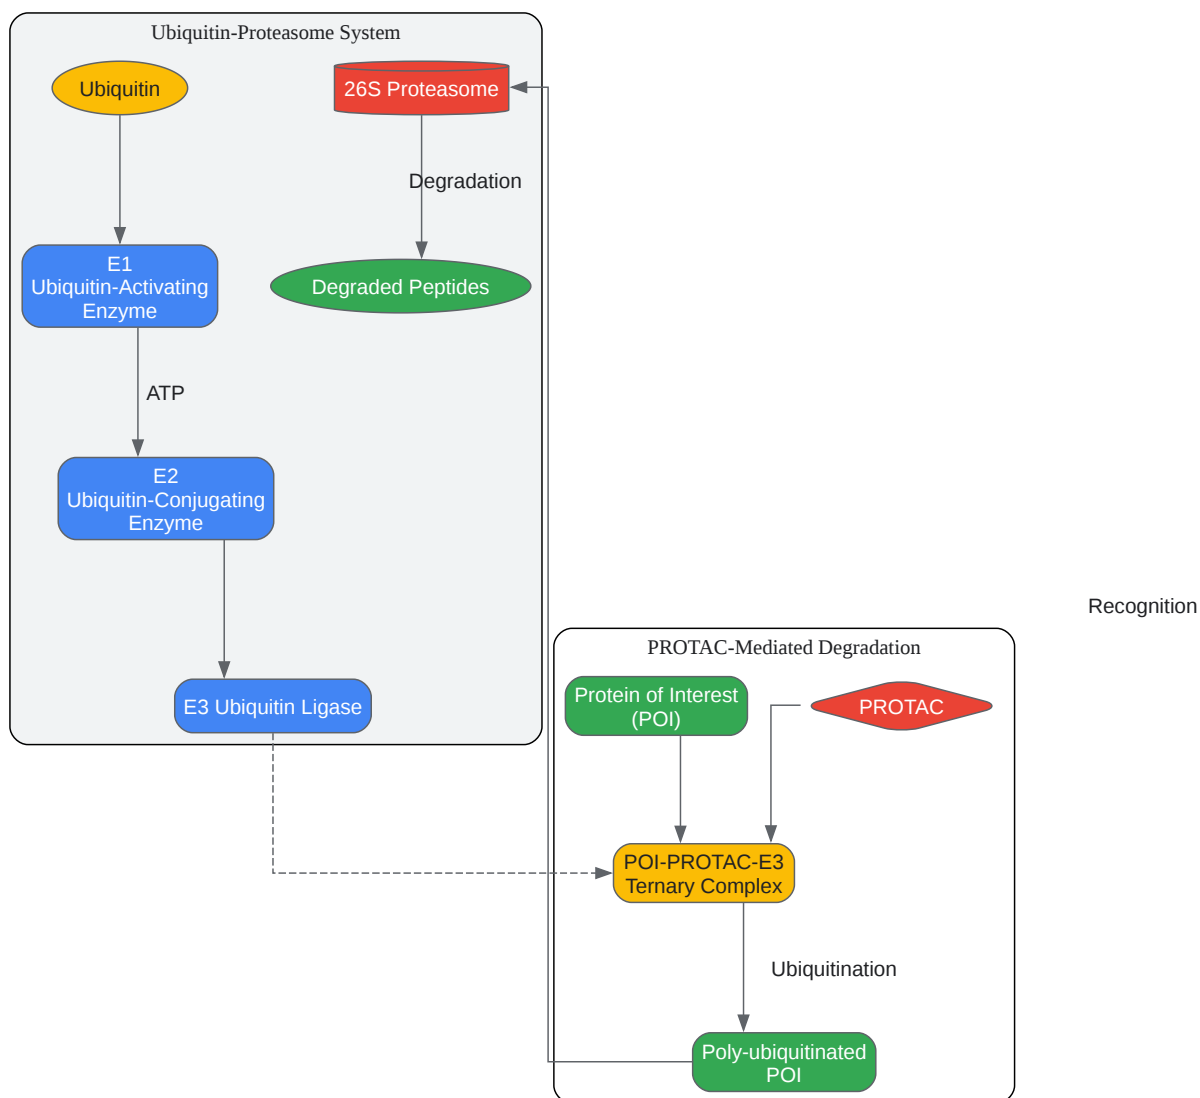 Ubiquitin-Proteasome System
Ubiquitin
26S Proteasome
Degradation
E1
Ubiquitin-Activating
Enzyme
Degraded Peptides
ATP
E2
Ubiquitin-Conjugating
Enzyme
E3 Ubiquitin Ligase
Recognition
PROTAC-Mediated Degradation
Protein of Interest
(POI)
PROTAC
POI-PROTAC-E3
Ternary Complex
Ubiquitination
Poly-ubiquitinated
POI